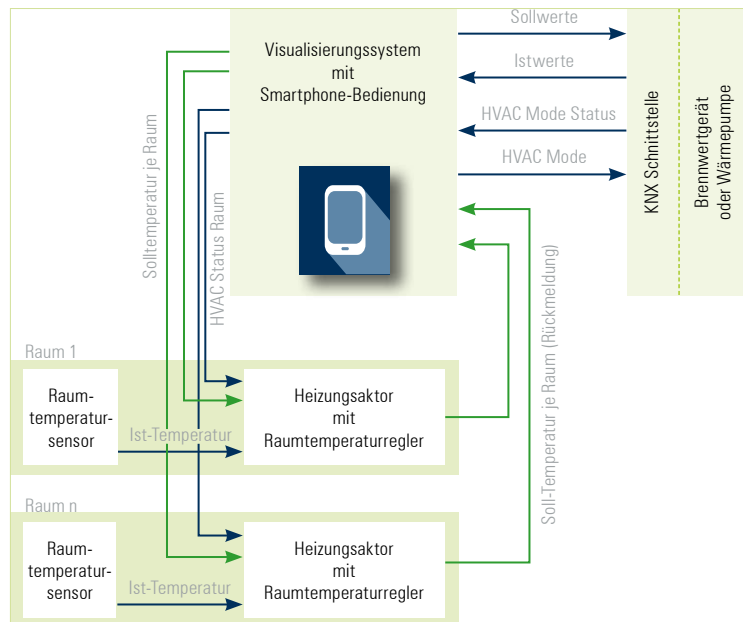 Visualisierungssystem
mit
Smartphone-Bedienung
Sollwerte
Istwerte
HVAC Mode Status
HVAC Mode
KNX Schnittstelle
Brennwertgerät
oder Wärmepumpe
Solltemperatur je Raum
HVAC Status Raum
Soll-Temperatur je Raum (Rückmeldung)
Raum 1
Raum-
temperatur-
sensor
Ist-Temperatur
Heizungsaktor
mit
Raumtemperaturregler
Raum n
Raum-
temperatur-
sensor
Ist-Temperatur
Heizungsaktor
mit
Raumtemperaturregler